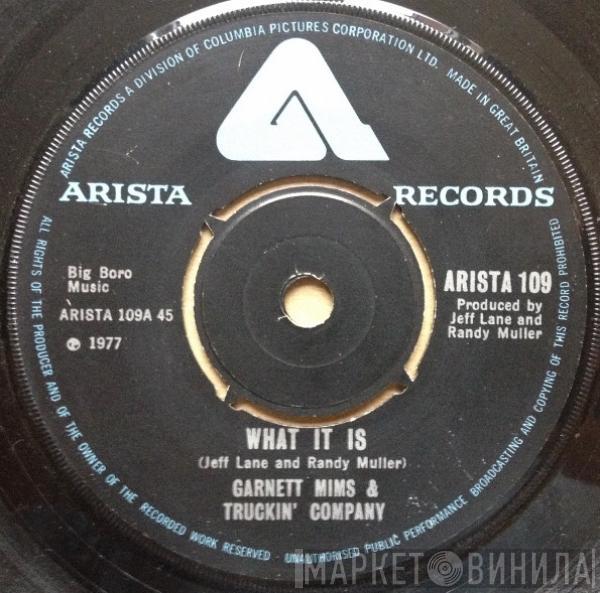 ARISTA RECORDS A DIVISION OF COLUMBIA PICTURES CORPORATION LTD. MADE IN GREAT BRITAIN
ARISTA RECORDS
Big Boro
Music
ARISTA 109A 45
℗ 1977
ARISTA 109
Produced by
Jeff Lane and
Randy Muller
WHAT IT IS
(Jeff Lane and Randy Muller)
GARNETT MIMS &
TRUCKIN' COMPANY
ALL RIGHTS OF THE PRODUCER AND OF THE OWNER OF THE RECORDED WORK RESERVED - UNAUTHORISED PUBLIC PERFORMANCE BROADCASTING AND COPYING OF THIS RECORD PROHIBITED
МАРКЕТ ВИНИЛА